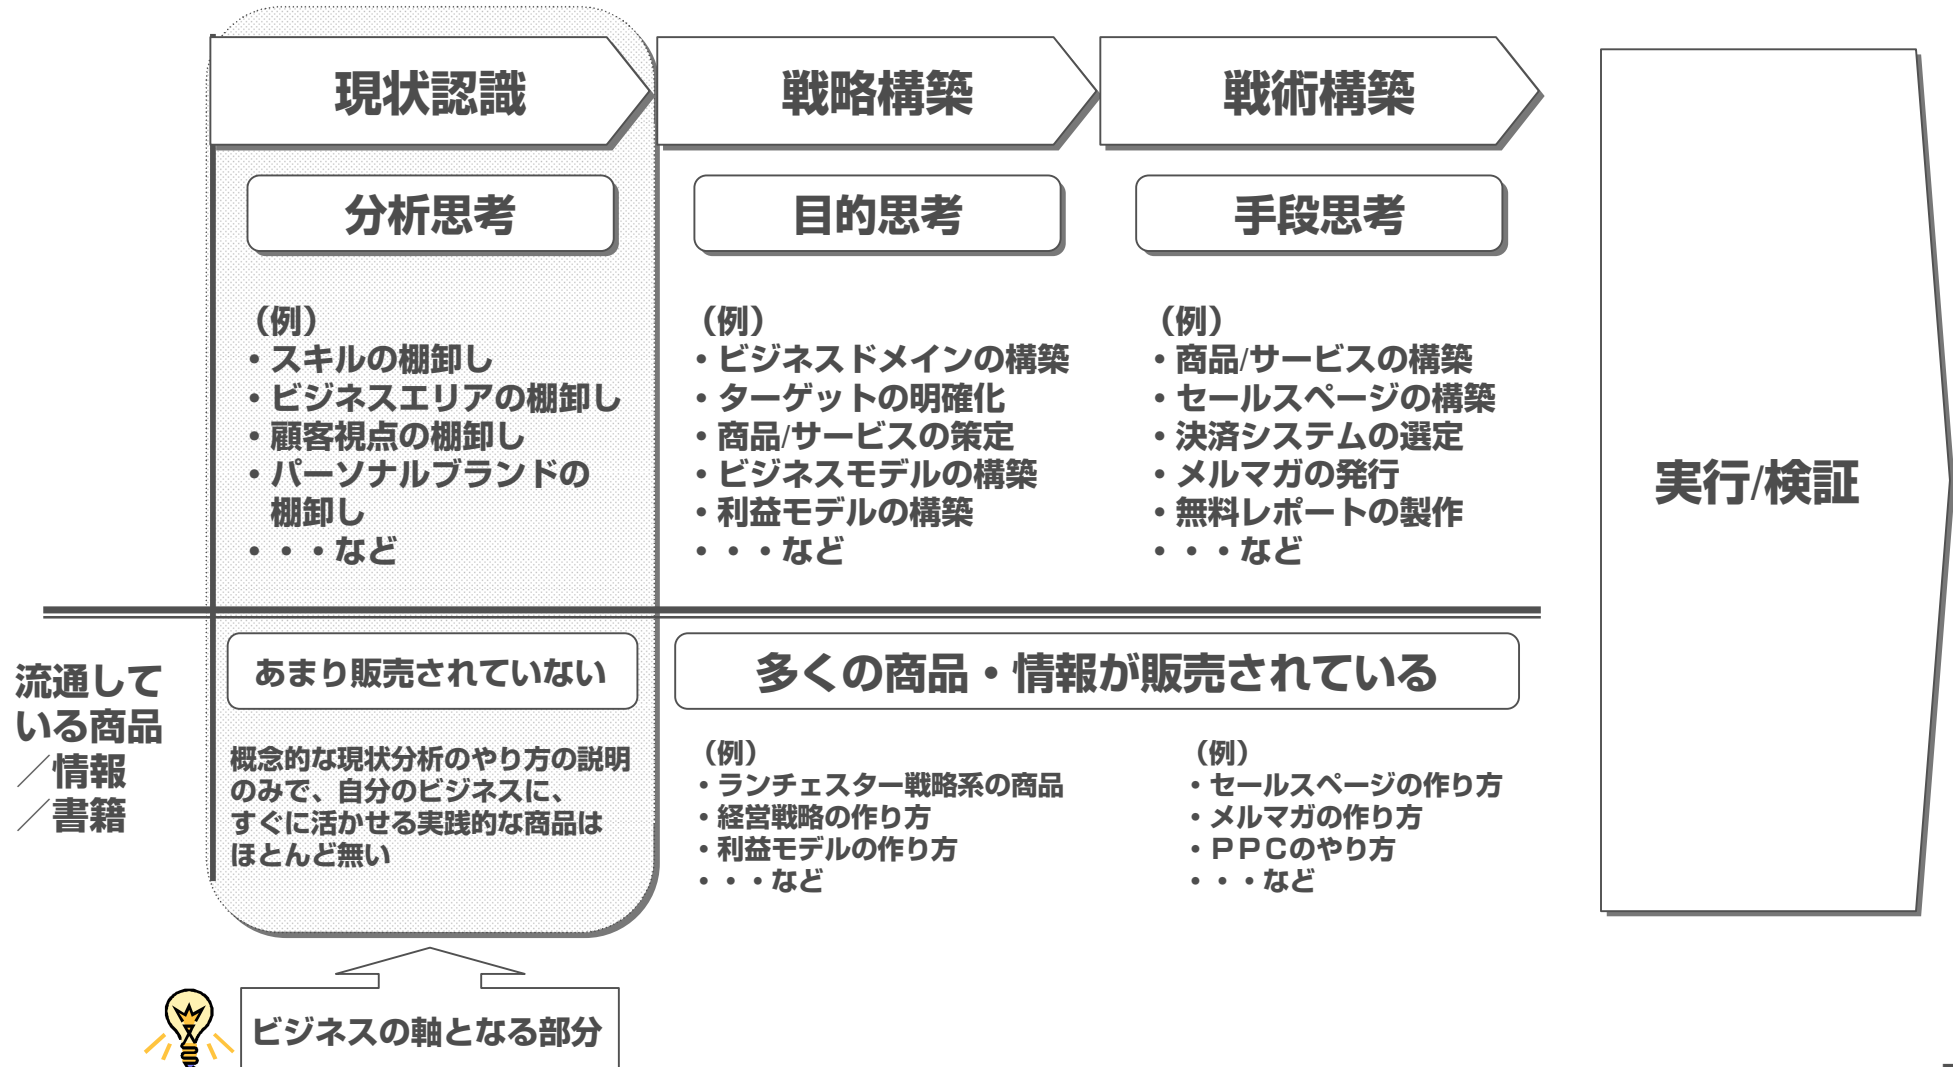 現状認識
戦略構築
戦術構築
分析思考
目的思考
手段思考
（例）
・スキルの棚卸し
・ビジネスエリアの棚卸し
・顧客視点の棚卸し
・パーソナルブランドの
棚卸し
・・・など
（例）
・ビジネスドメインの構築
・ターゲットの明確化
・商品/サービスの策定
・ビジネスモデルの構築
・利益モデルの構築
・・・など
（例）
・商品/サービスの構築
・セールスページの構築
・決済システムの選定
・メルマガの発行
・無料レポートの製作
・・・など
実行/検証
流通して
いる商品
／情報
／書籍
あまり販売されていない
概念的な現状分析のやり方の説明
のみで、自分のビジネスに、
すぐに活かせる実践的な商品は
ほとんど無い
多くの商品・情報が販売されている
（例）
・ランチェスター戦略系の商品
・経営戦略の作り方
・利益モデルの作り方
・・・など
（例）
・セールスページの作り方
・メルマガの作り方
・ＰＰＣのやり方
・・・など
ビジネスの軸となる部分